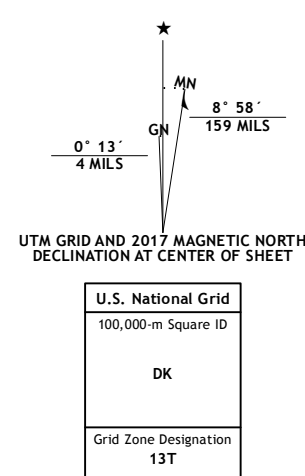 ★
MN
8° 58´
159 MILS
GN
0° 13´
4 MILS
UTM GRID AND 2017 MAGNETIC NORTH
DECLINATION AT CENTER OF SHEET
U.S. National Grid
100,000-m Square ID
DK
Grid Zone Designation
13T